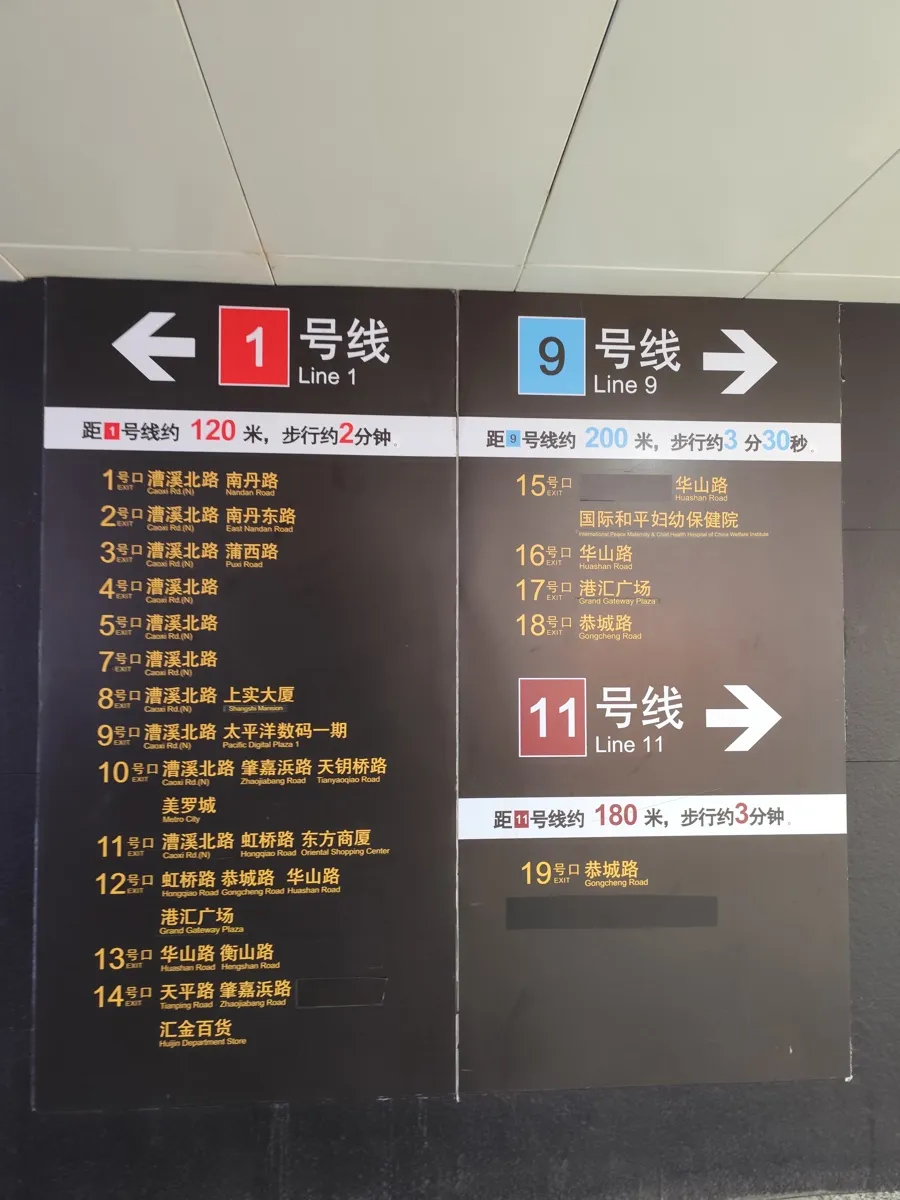 1 号线
Line 1
距1号线约 120 米，步行约2分钟。
1号口 漕溪北路 南丹路
EXIT Caoxi Rd.(N) Nandan Road
2号口 漕溪北路 南丹东路
EXIT Caoxi Rd.(N) East Nandan Road
3号口 漕溪北路 蒲西路
EXIT Caoxi Rd.(N) Puxi Road
4号口 漕溪北路
EXIT Caoxi Rd.(N)
5号口 漕溪北路
EXIT Caoxi Rd.(N)
7号口 漕溪北路
EXIT Caoxi Rd.(N)
8号口 漕溪北路 上实大厦
EXIT Caoxi Rd.(N) Shangshi Mansion
9号口 漕溪北路 太平洋数码一期
EXIT Caoxi Rd.(N) Pacific Digital Plaza 1
10号口 漕溪北路 肇嘉浜路 天钥桥路
EXIT Caoxi Rd.(N) Zhaojiabang Road Tianyaoqiao Road
美罗城
Metro City
11号口 漕溪北路 虹桥路 东方商厦
EXIT Caoxi Rd.(N) Hongqiao Road Oriental Shopping Center
12号口 虹桥路 恭城路 华山路
EXIT Hongqiao Road Gongcheng Road Huashan Road
港汇广场
Grand Gateway Plaza
13号口 华山路 衡山路
EXIT Huashan Road Hengshan Road
14号口 天平路 肇嘉浜路
EXIT Tianping Road Zhaojiabang Road
汇金百货
Huijin Department Store
9 号线
Line 9
距9号线约 200 米，步行约3 分30秒。
15号口 华山路
EXIT Huashan Road
国际和平妇幼保健院
International Peace Maternity & Child Health Hospital of China Welfare Institute
16号口 华山路
EXIT Huashan Road
17号口 港汇广场
EXIT Grand Gateway Plaza
18号口 恭城路
EXIT Gongcheng Road
11 号线
Line 11
距11号线约 180 米，步行约3分钟。
19号口 恭城路
EXIT Gongcheng Road